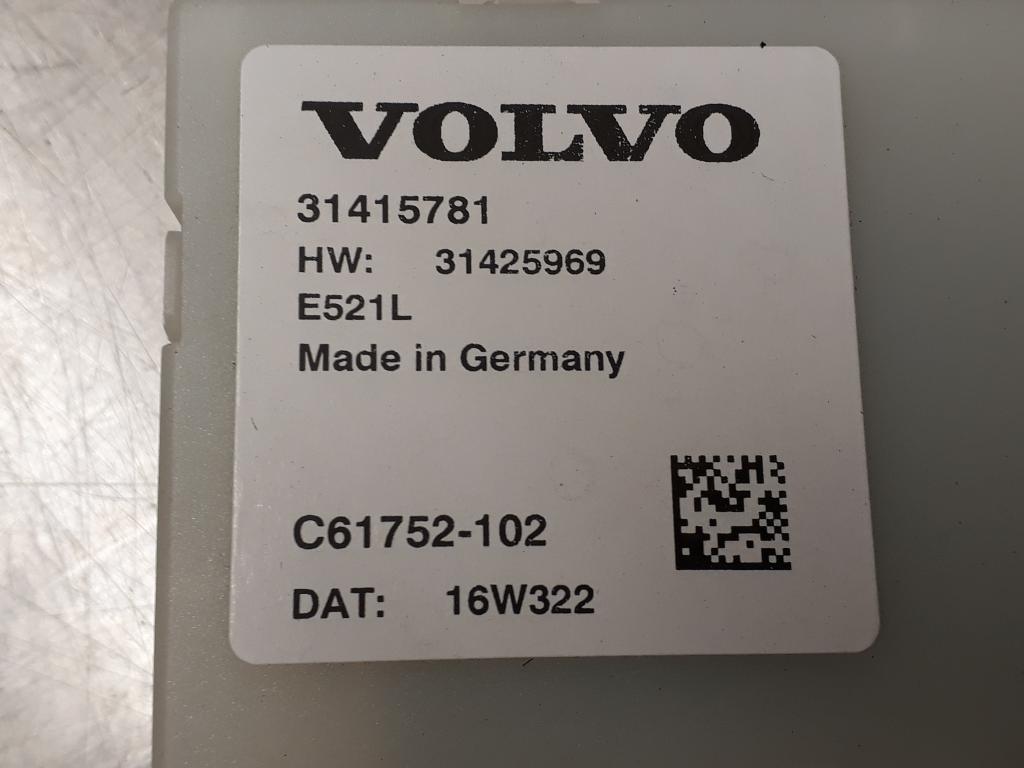 VOLVO
31415781
HW: 31425969
E521L
Made in Germany
C61752-102
DAT: 16W322